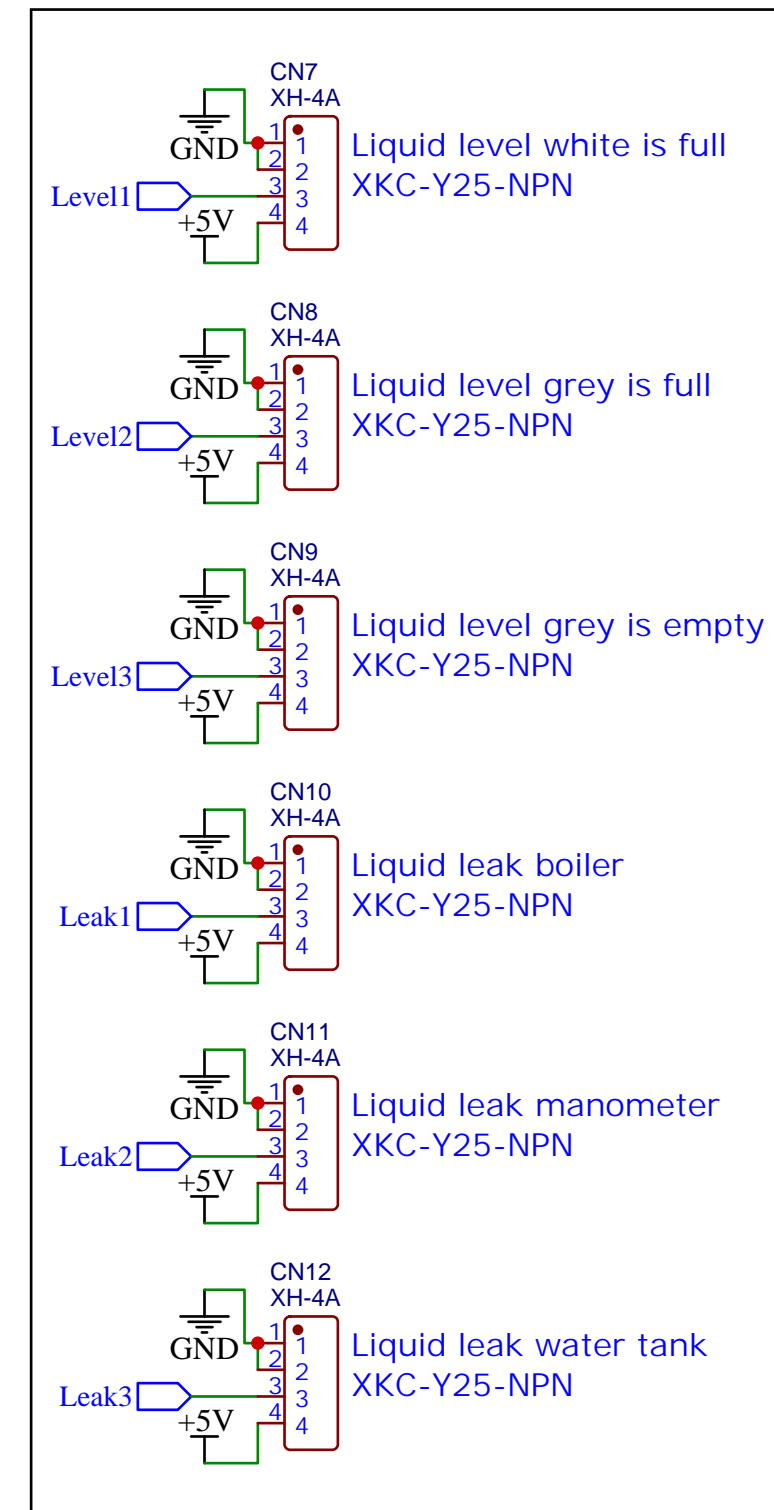 CN7
XH-4A
GND
1 1
2 2
Level1 3 3
+5V 4 4
Liquid level white is full
XKC-Y25-NPN
CN8
XH-4A
GND
1 1
2 2
Level2 3 3
+5V 4 4
Liquid level grey is full
XKC-Y25-NPN
CN9
XH-4A
GND
1 1
2 2
Level3 3 3
+5V 4 4
Liquid level grey is empty
XKC-Y25-NPN
CN10
XH-4A
GND
1 1
2 2
Leak1 3 3
+5V 4 4
Liquid leak boiler
XKC-Y25-NPN
CN11
XH-4A
GND
1 1
2 2
Leak2 3 3
+5V 4 4
Liquid leak manometer
XKC-Y25-NPN
CN12
XH-4A
GND
1 1
2 2
Leak3 3 3
+5V 4 4
Liquid leak water tank
XKC-Y25-NPN